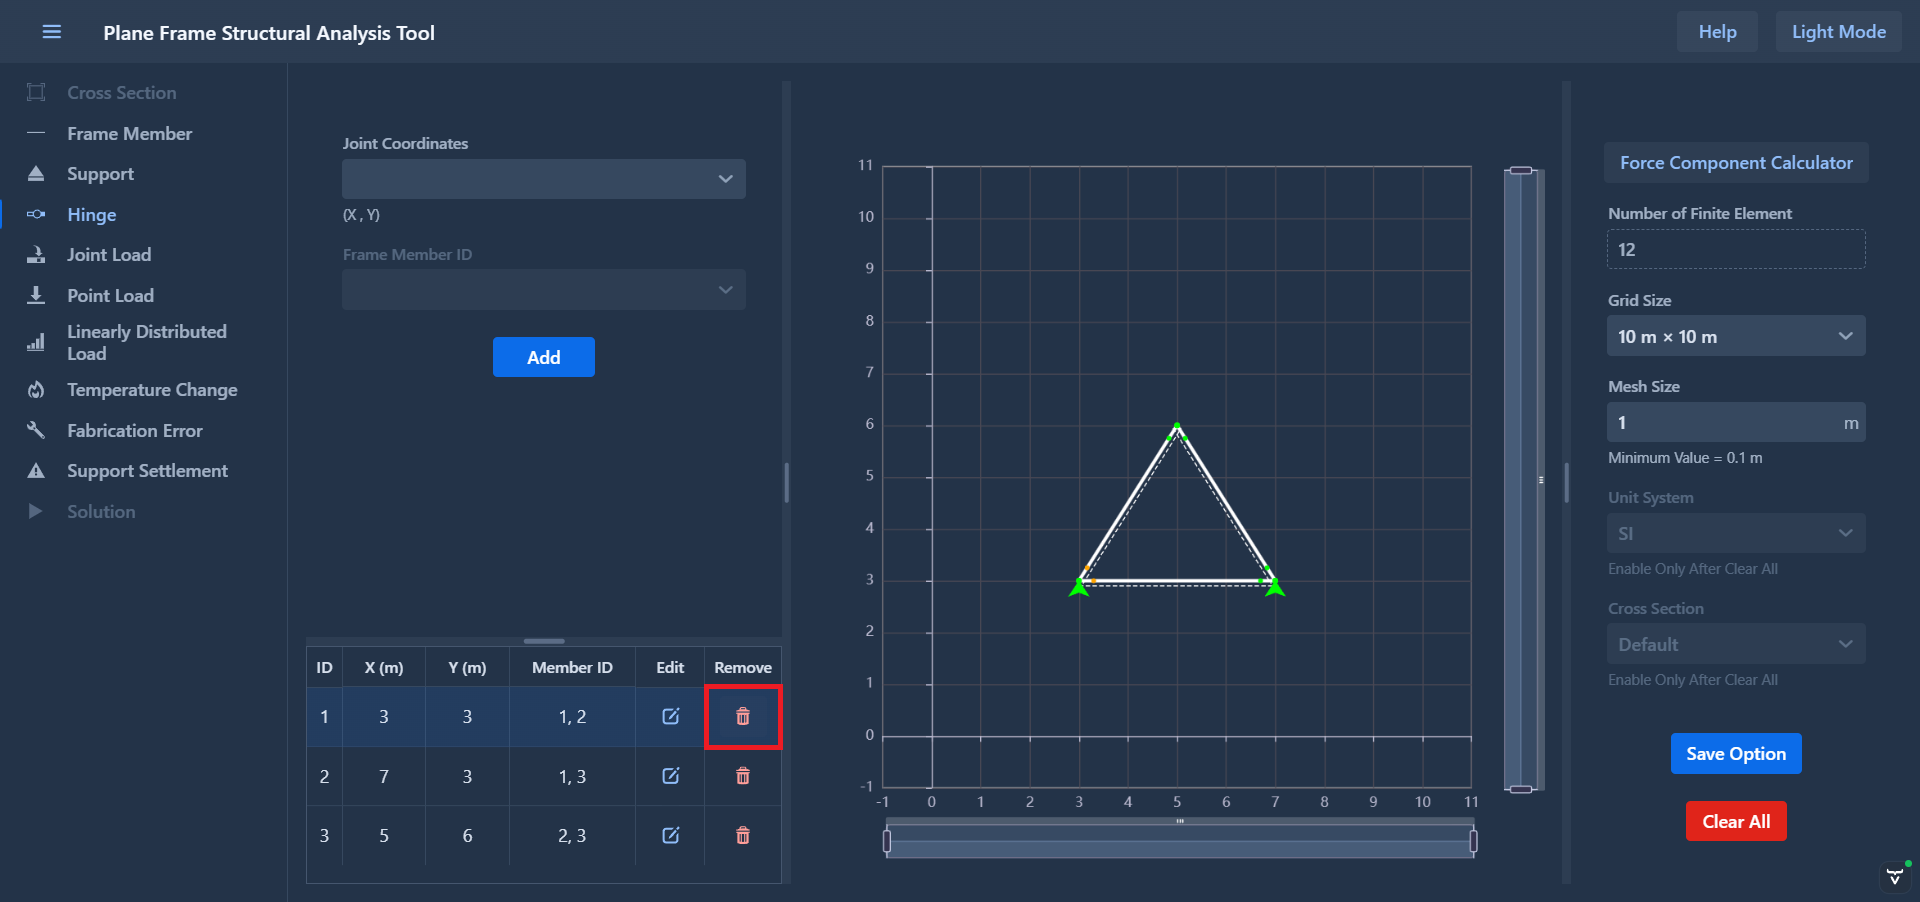 Plane Frame Structural Analysis Tool
Help
Light Mode
Cross Section
Frame Member
Support
Hinge
Joint Load
Point Load
Linearly Distributed
Load
Temperature Change
Fabrication Error
Support Settlement
Solution
Joint Coordinates
(X , Y)
Frame Member ID
Add
ID X (m) Y (m) Member ID Edit Remove
1 3 3 1, 2
2 7 3 1, 3
3 5 6 2, 3
11
10
9
8
7
6
5
4
3
2
1
0
-1
-1 0 1 2 3 4 5 6 7 8 9 10 11
Force Component Calculator
Number of Finite Element
12
Grid Size
10 m × 10 m
Mesh Size
1 m
Minimum Value = 0.1 m
Unit System
SI
Enable Only After Clear All
Cross Section
Default
Enable Only After Clear All
Save Option
Clear All